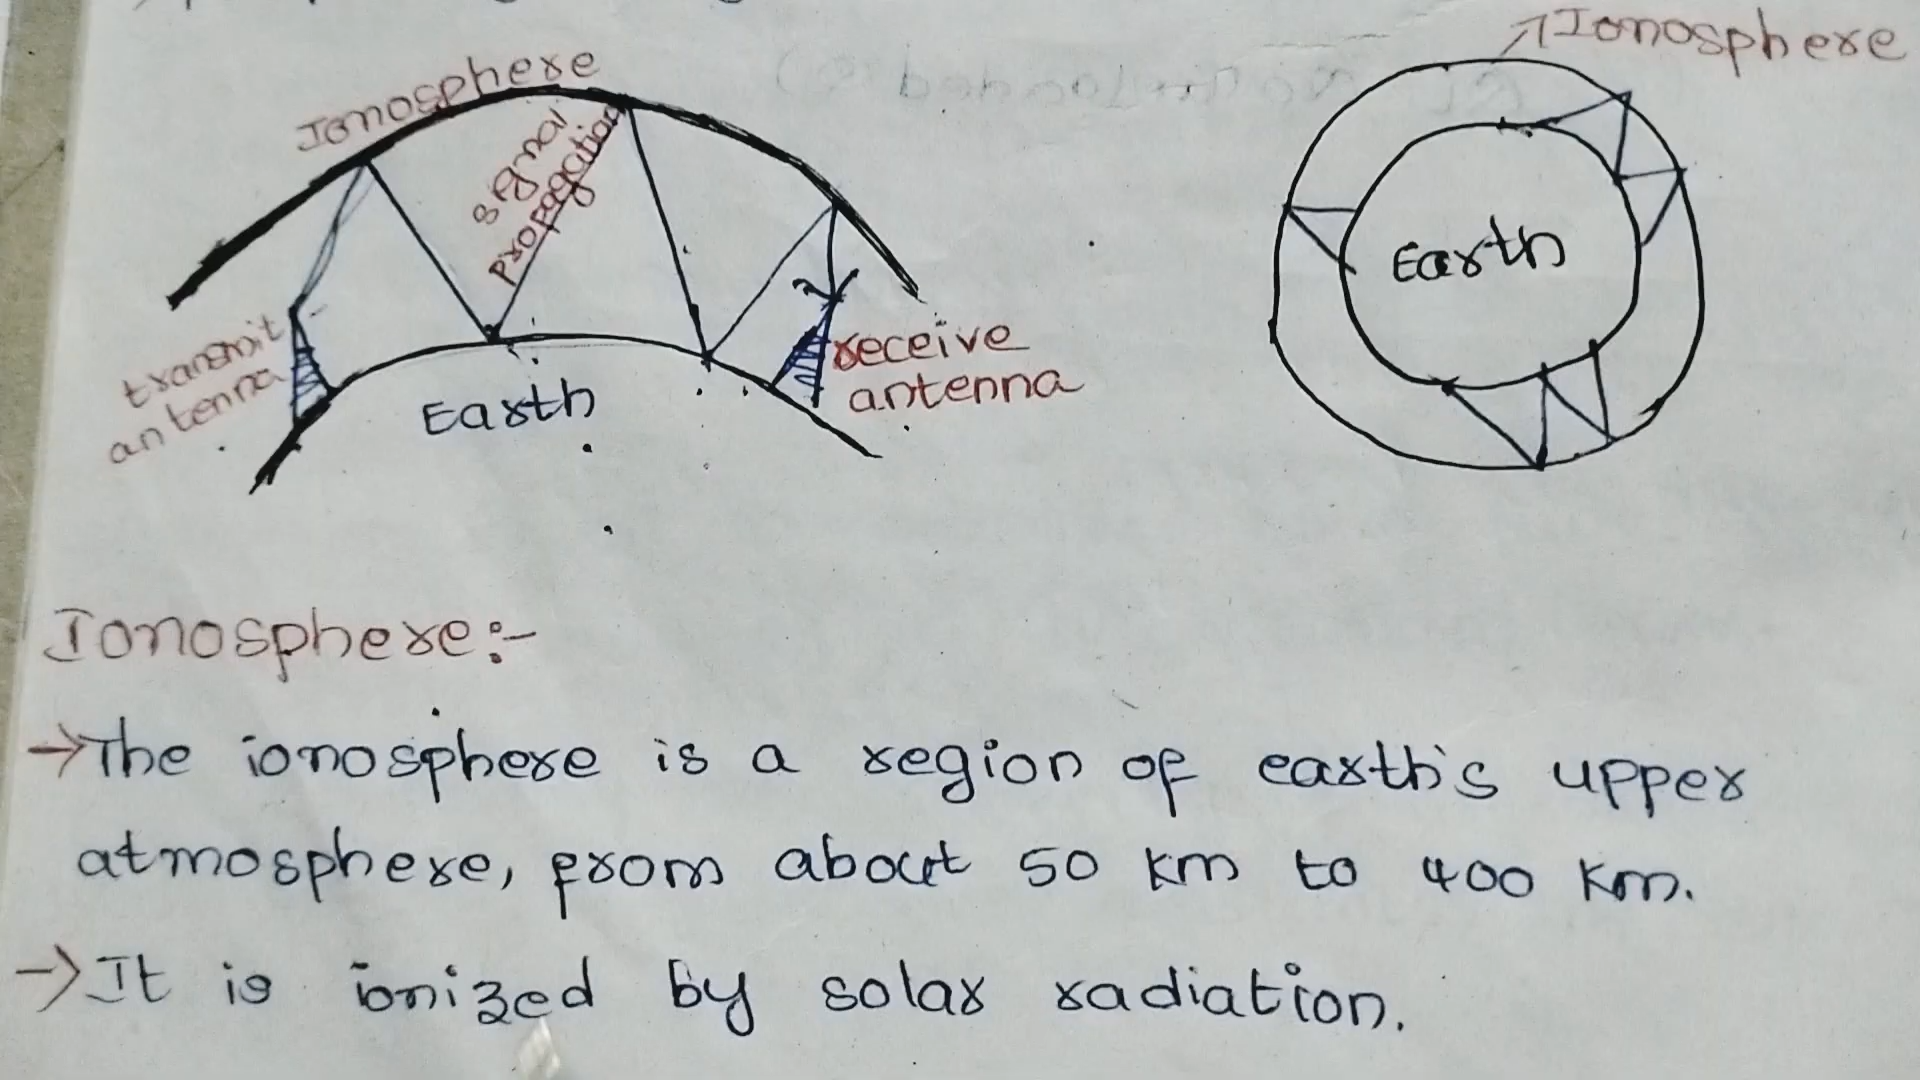 Ionosphere
signal
propagation
transmit
antenna
Earth
receive
antenna
Ionosphere
Earth
Ionosphere:-
→The ionosphere is a region of earth's upper
atmosphere, from about 50 km to 400 km.
→It is ionized by solar radiation.